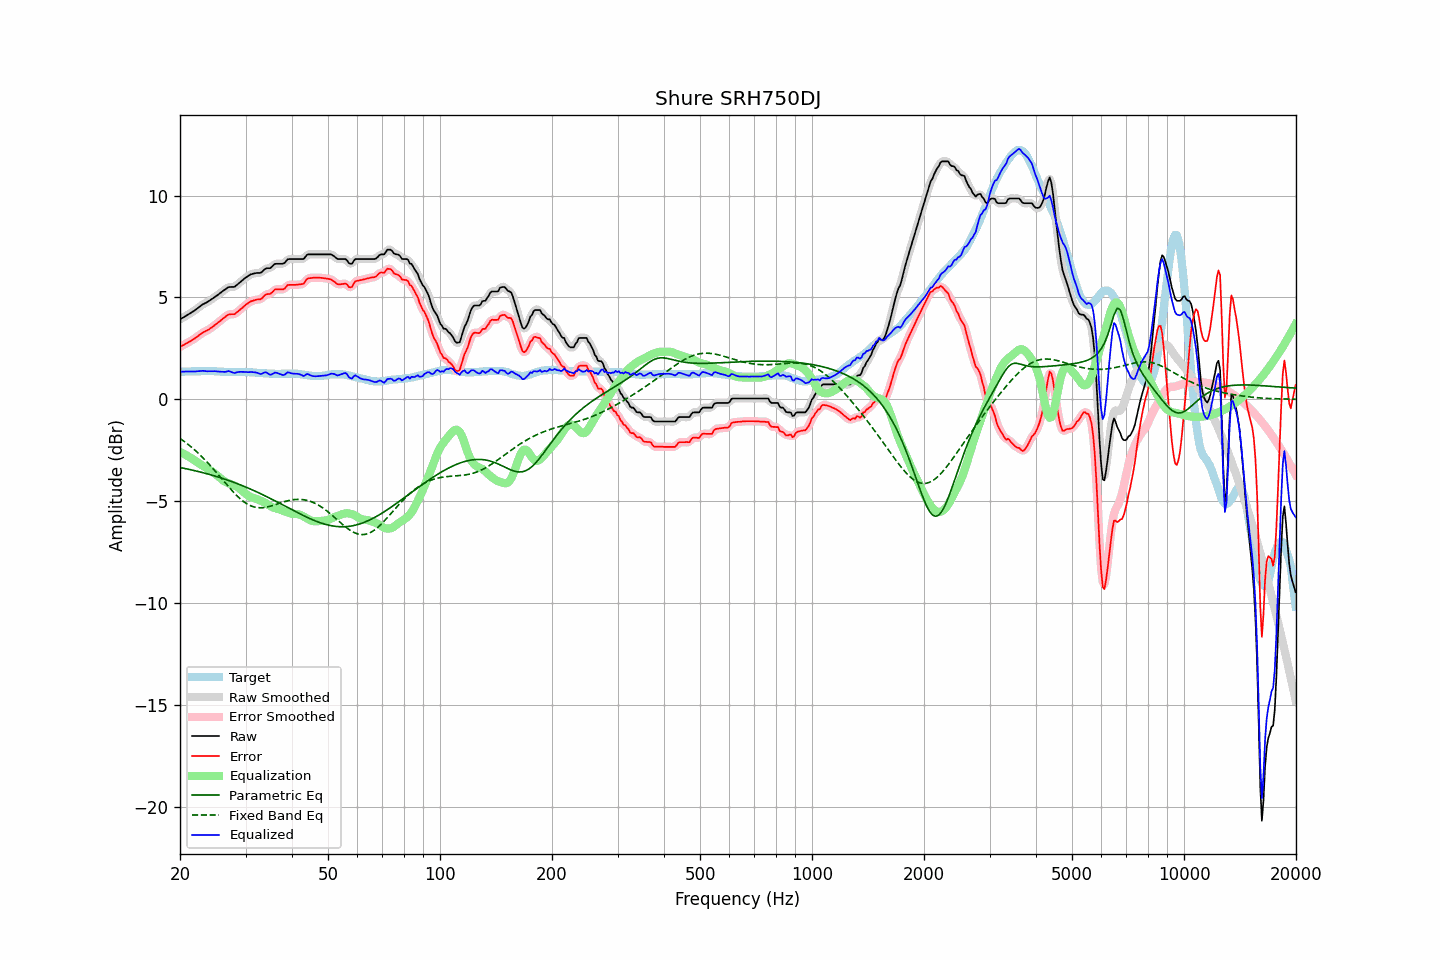 Shure SRH750DJ
Amplitude (dBr)
10
5
0
−5
−10
−15
−20
Target
Raw Smoothed
Error Smoothed
Raw
Error
Equalization
Parametric Eq
Fixed Band Eq
Equalized
20 50 100 200 500 1000 2000 5000 10000 20000
Frequency (Hz)